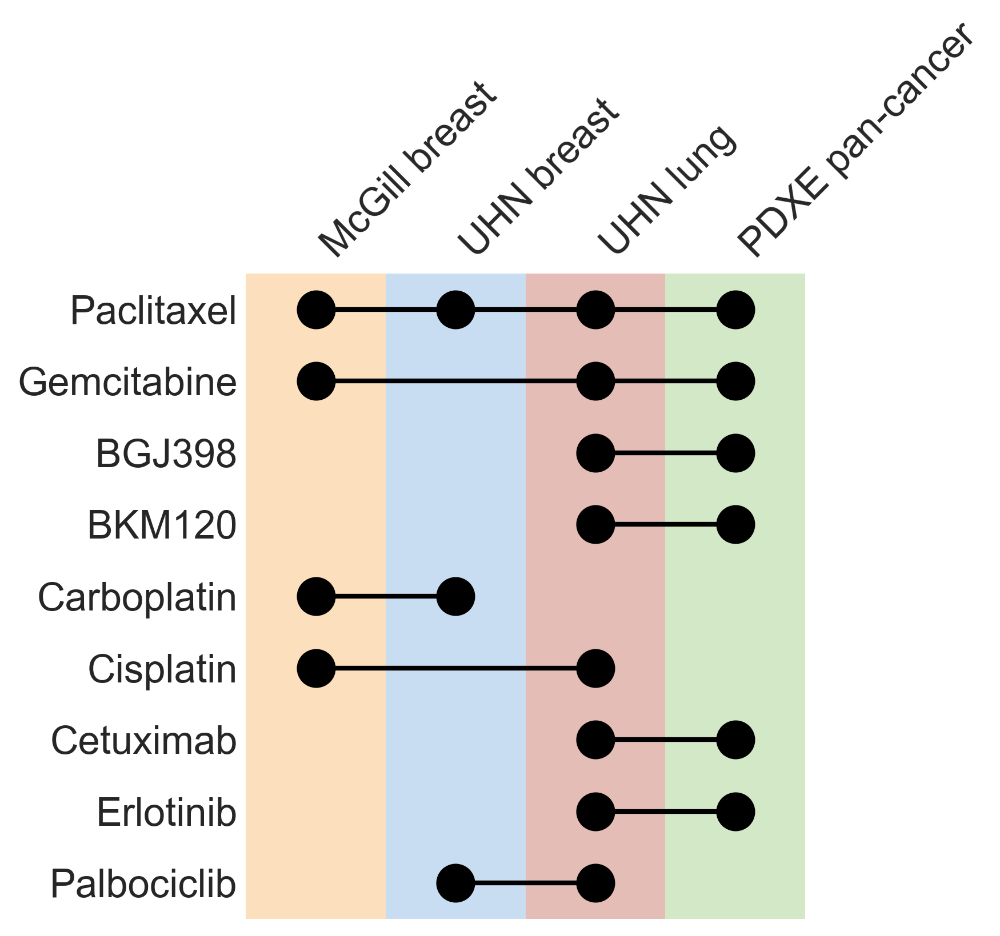 McGill breast
UHN breast
UHN lung
PDXE pan-cancer
Paclitaxel
Gemcitabine
BGJ398
BKM120
Carboplatin
Cisplatin
Cetuximab
Erlotinib
Palbociclib